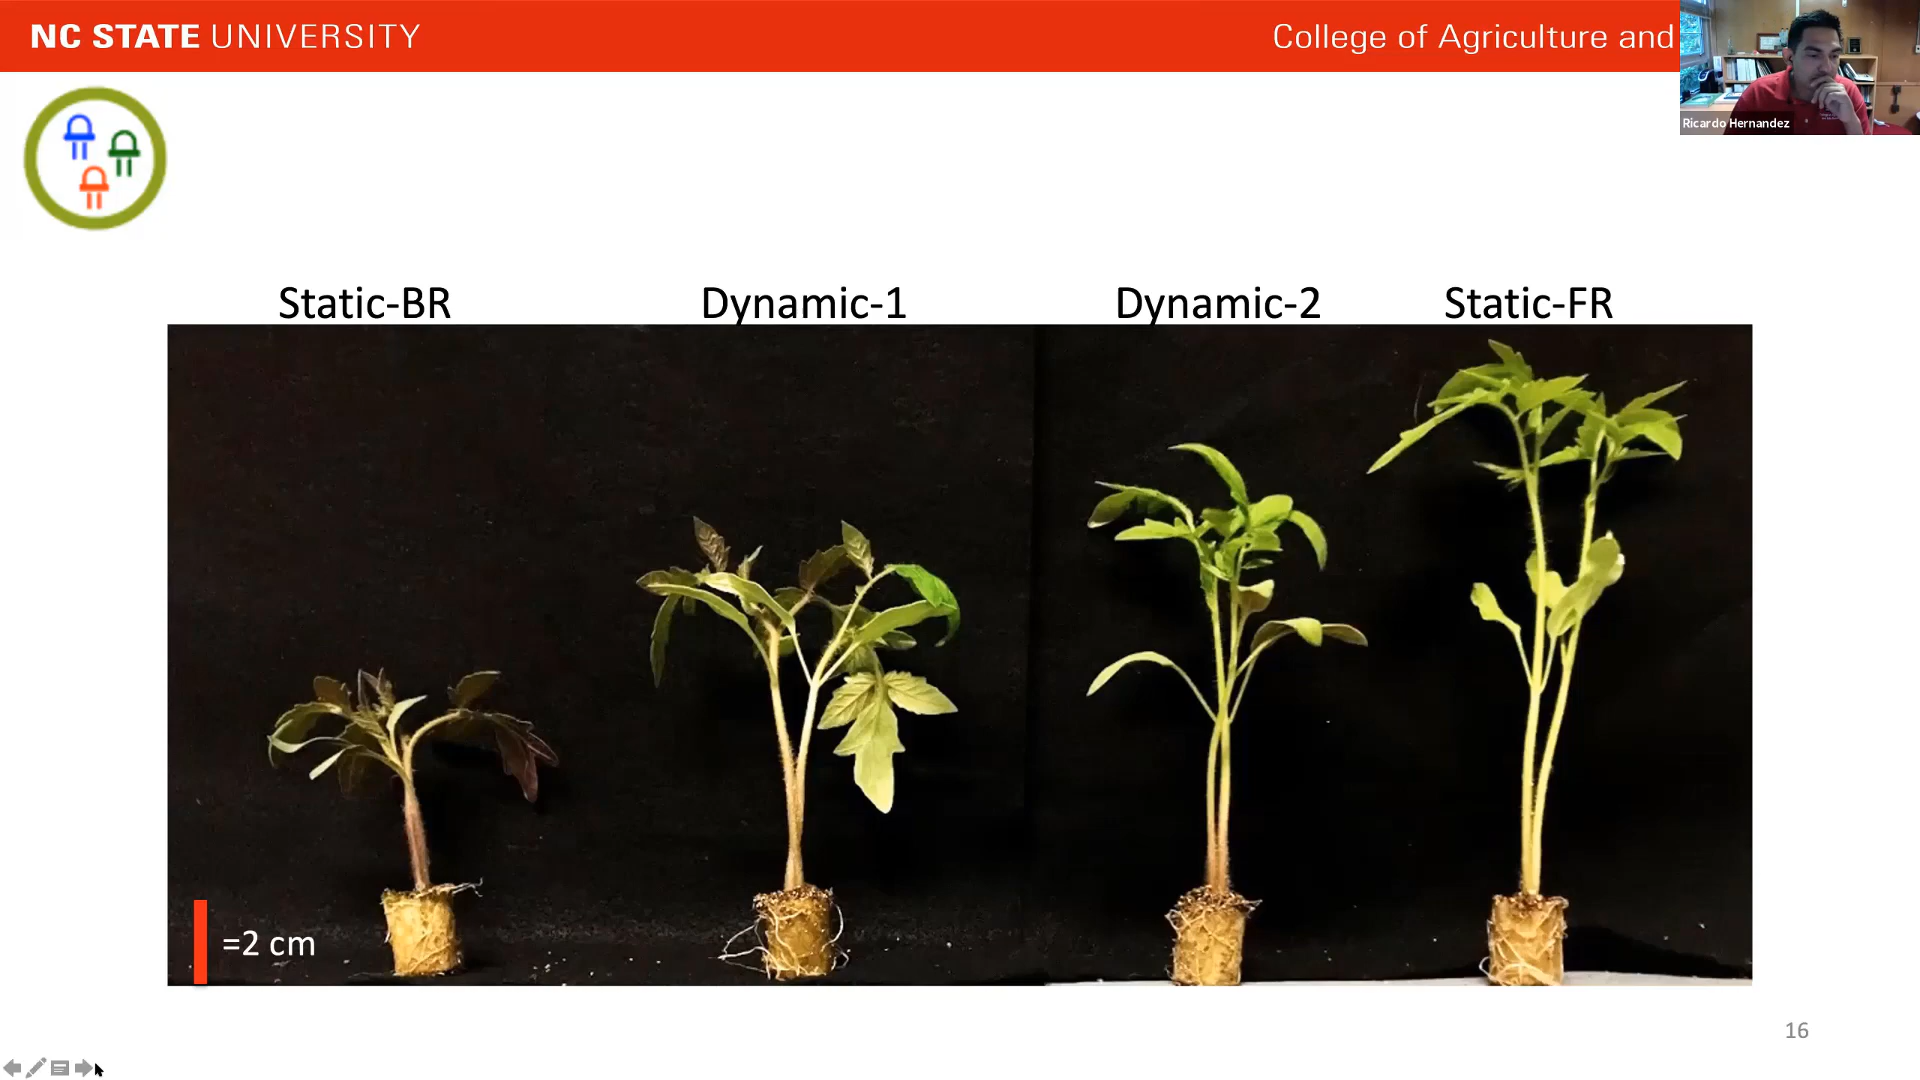 NC STATE UNIVERSITY
College of Agriculture and
Ricardo Hernandez
Static-BR
Dynamic-1
Dynamic-2
Static-FR
=2 cm
16